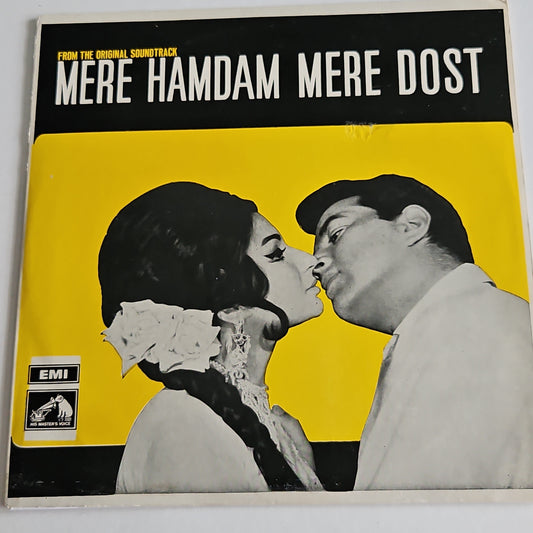 FROM THE ORIGINAL SOUNDTRACK
MERE HAMDAM MERE DOST
EMI
HIS MASTER'S VOICE